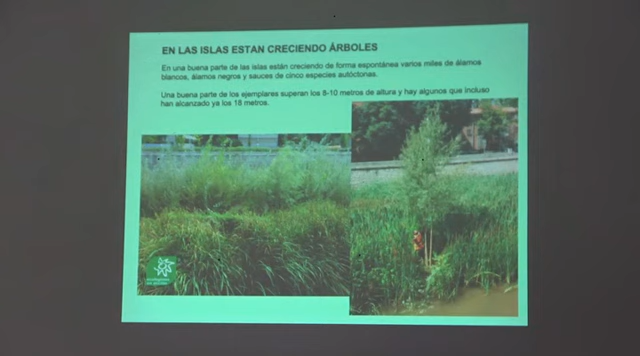 EN LAS ISLAS ESTAN CRECIENDO ÁRBOLES
En una buena parte de las islas están creciendo de forma espontánea varios miles de álamos
blancos, álamos negros y sauces de cinco especies autóctonas.
Una buena parte de los ejemplares superan los 8-10 metros de altura y hay algunos que incluso
han alcanzado ya los 18 metros.